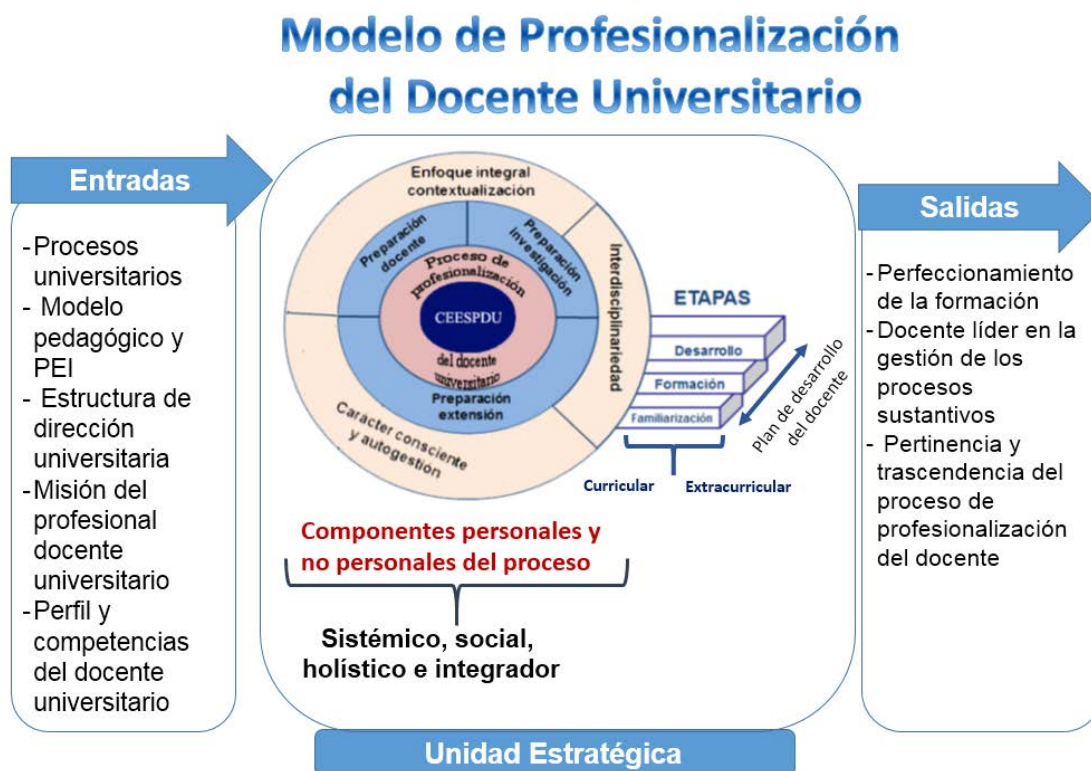 Modelo de Profesionalización
del Docente Universitario
Entradas
-Procesos
universitarios
- Modelo
pedagógico y
PEI
- Estructura de
dirección
universitaria
-Misión del
profesional
docente
universitario
-Perfil y
competencias
del docente
universitario
Enfoque integral
contextualización
Preparación
docente
Preparación
investigación
Interdisciplinariedad
Proceso de
profesionalización
CEESPDU
del docente
universitario
Preparación
extensión
Caracter consciente
y autogestion
ETAPAS
Desarrollo
Formación
Familiarización
Plan de desarrollo
del docente
Curricular
Extracurricular
Componentes personales y
no personales del proceso
Sistémico, social,
holístico e integrador
Unidad Estratégica
Salidas
- Perfeccionamiento
de la formación
-Docente líder en la
gestión de los
procesos
sustantivos
- Pertinencia y
trascendencia del
proceso de
profesionalización
del docente